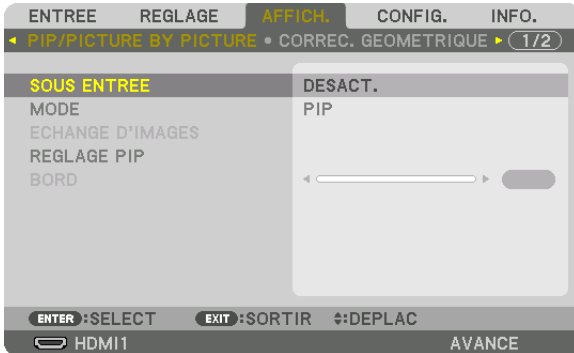 ENTREE REGLAGE AFFICH. CONFIG. INFO.
PIP/PICTURE BY PICTURE • CORREC. GEOMETRIQUE 1/2
SOUS ENTREE DESACT.
MODE PIP
ECHANGE D'IMAGES
REGLAGE PIP
BORD
ENTER :SELECT EXIT :SORTIR :DEPLAC
HDMI1 AVANCE